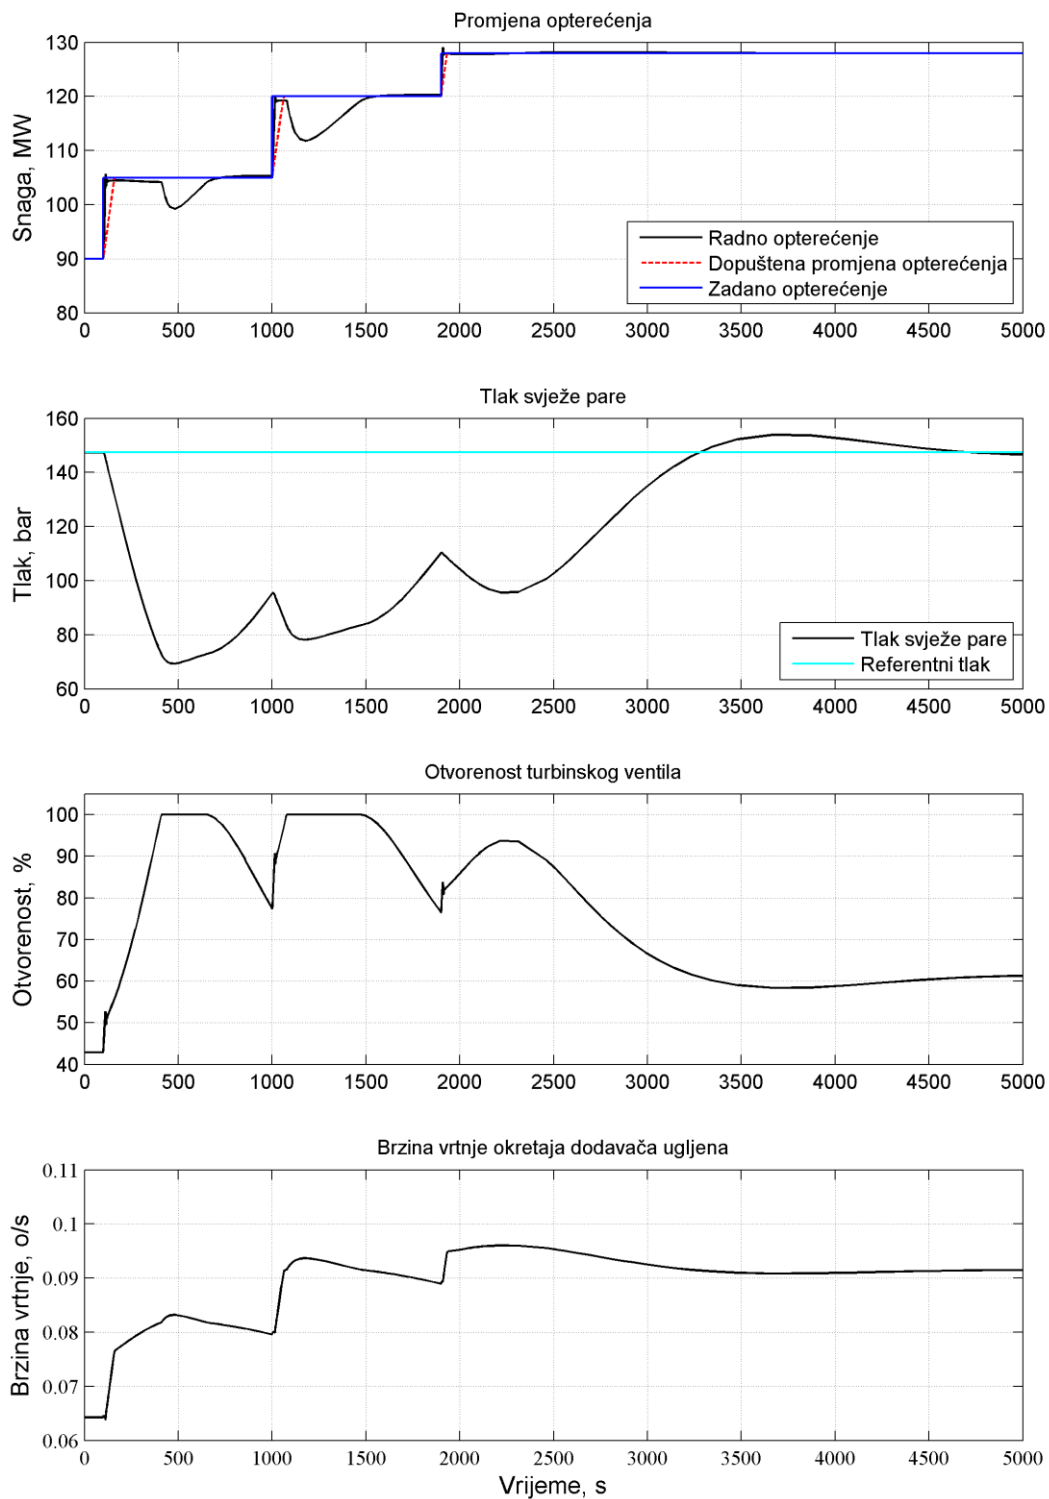 Promjena opterećenja
130
120
110
100
90
80
Snaga, MW
Radno opterećenje
Dopuštena promjena opterećenja
Zadano opterećenje
0 500 1000 1500 2000 2500 3000 3500 4000 4500 5000
Tlak svježe pare
160
140
120
100
80
60
Tlak, bar
Tlak svježe pare
Referentni tlak
0 500 1000 1500 2000 2500 3000 3500 4000 4500 5000
Otvorenost turbinskog ventila
100
90
80
70
60
50
40
Otvorenost, %
0 500 1000 1500 2000 2500 3000 3500 4000 4500 5000
Brzina vrtnje okretaja dodavača ugljena
0.11
0.1
0.09
0.08
0.07
0.06
Brzina vrtnje, o/s
0 500 1000 1500 2000 2500 3000 3500 4000 4500 5000
Vrijeme, s